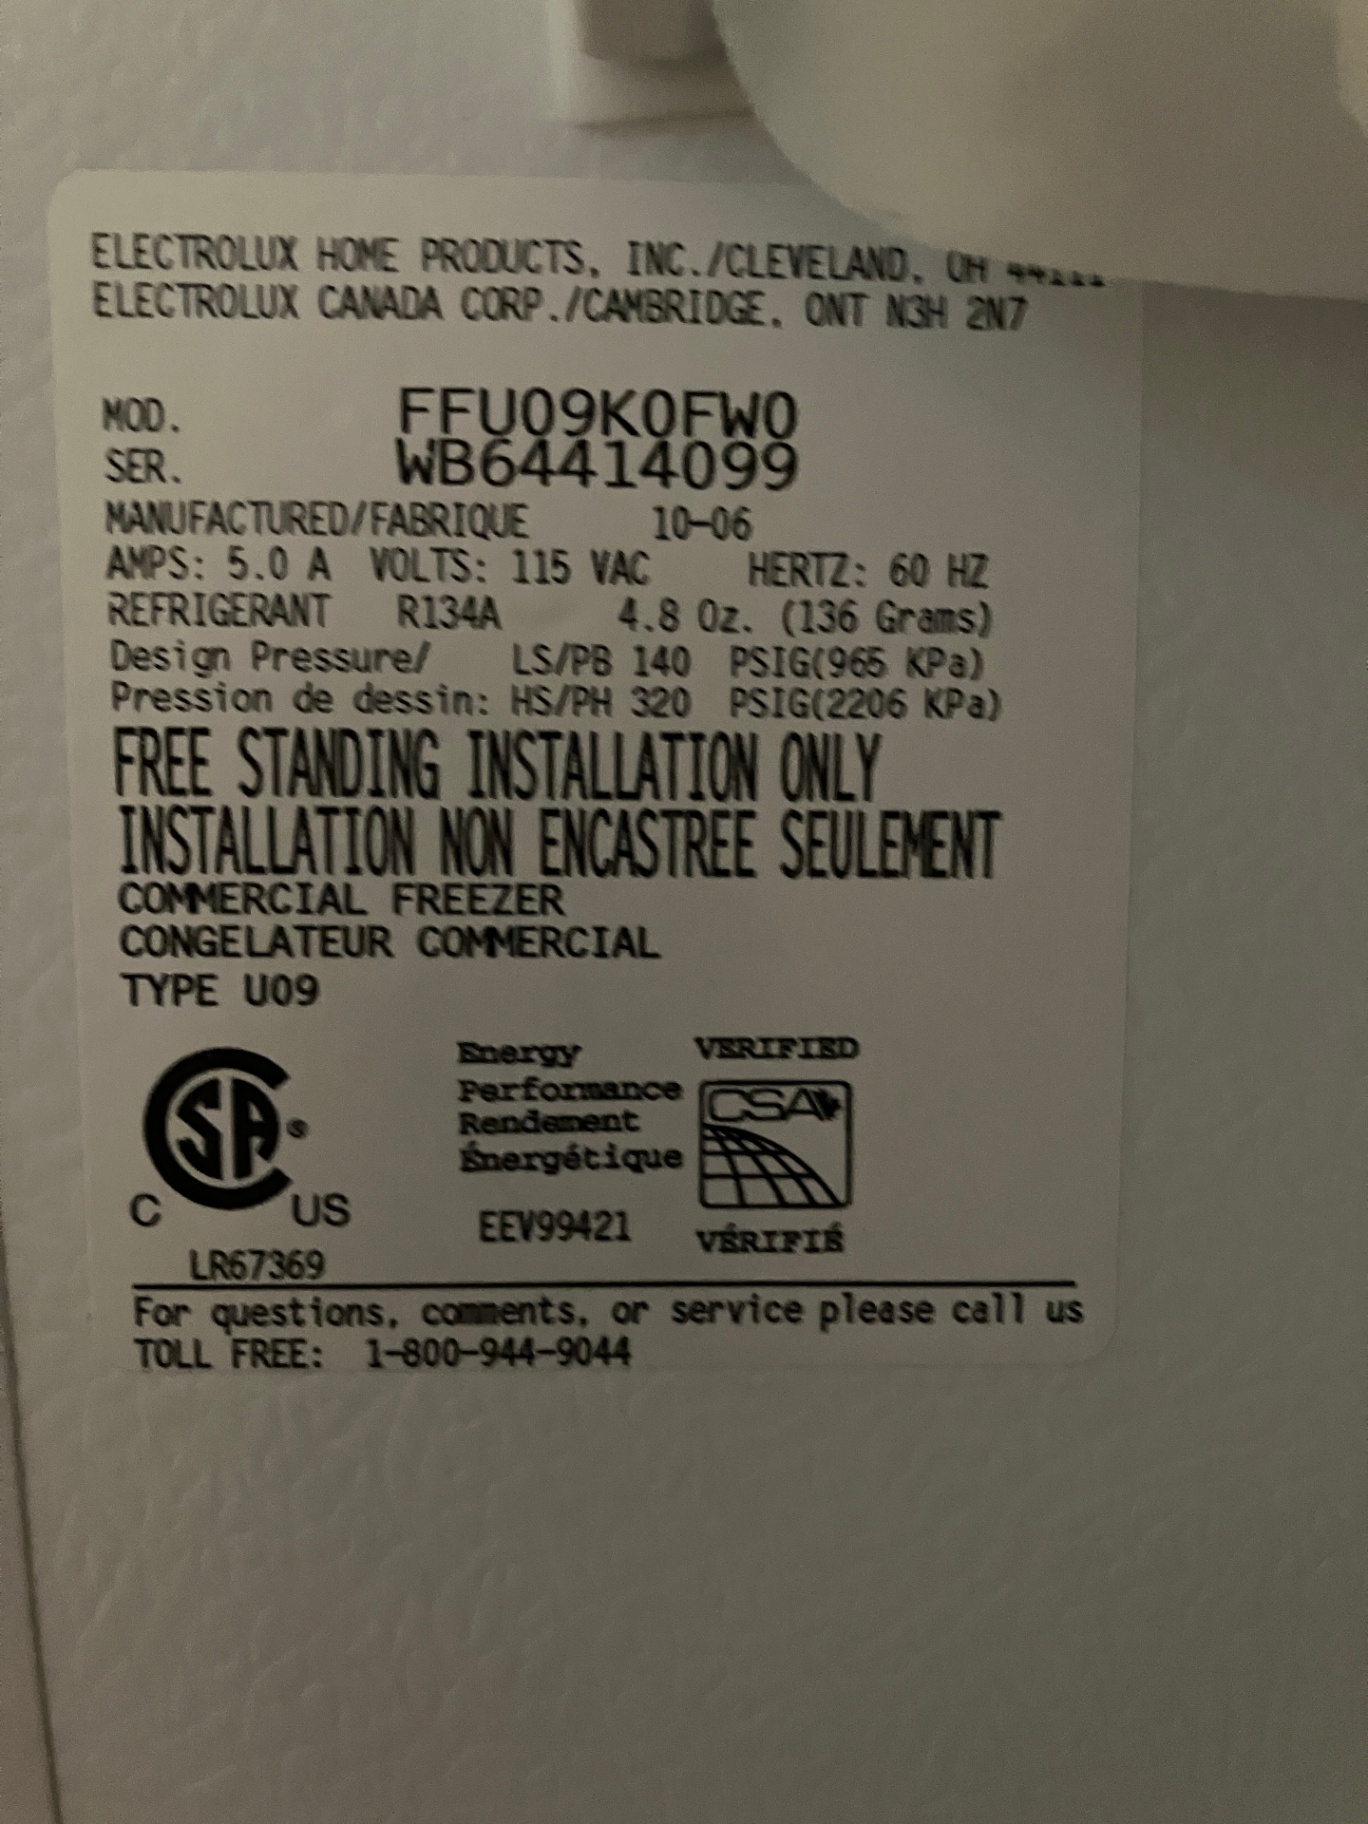 ELECTROLUX HOME PRODUCTS, INC./CLEVELAND, OH
ELECTROLUX CANADA CORP./CAMBRIDGE, ONT N3H 2N7
MOD. FFU09K0FW0
SER. WB64414099
MANUFACTURED/FABRIQUE 10-06
AMPS: 5.0 A VOLTS: 115 VAC HERTZ: 60 HZ
REFRIGERANT R134A 4.8 Oz. (136 Grams)
Design Pressure/ LS/PB 140 PSIG(965 KPa)
Pression de dessin: HS/PH 320 PSIG(2206 KPa)
FREE STANDING INSTALLATION ONLY
INSTALLATION NON ENCASTREE SEULEMENT
COMMERCIAL FREEZER
CONGELATEUR COMMERCIAL
TYPE U09
SA®
C US
LR67369
Energy
Performance
Rendement
Énergétique
EEV99421
VERIFIED
CSA
VÉRIFIÉ
For questions, comments, or service please call us
TOLL FREE: 1-800-944-9044